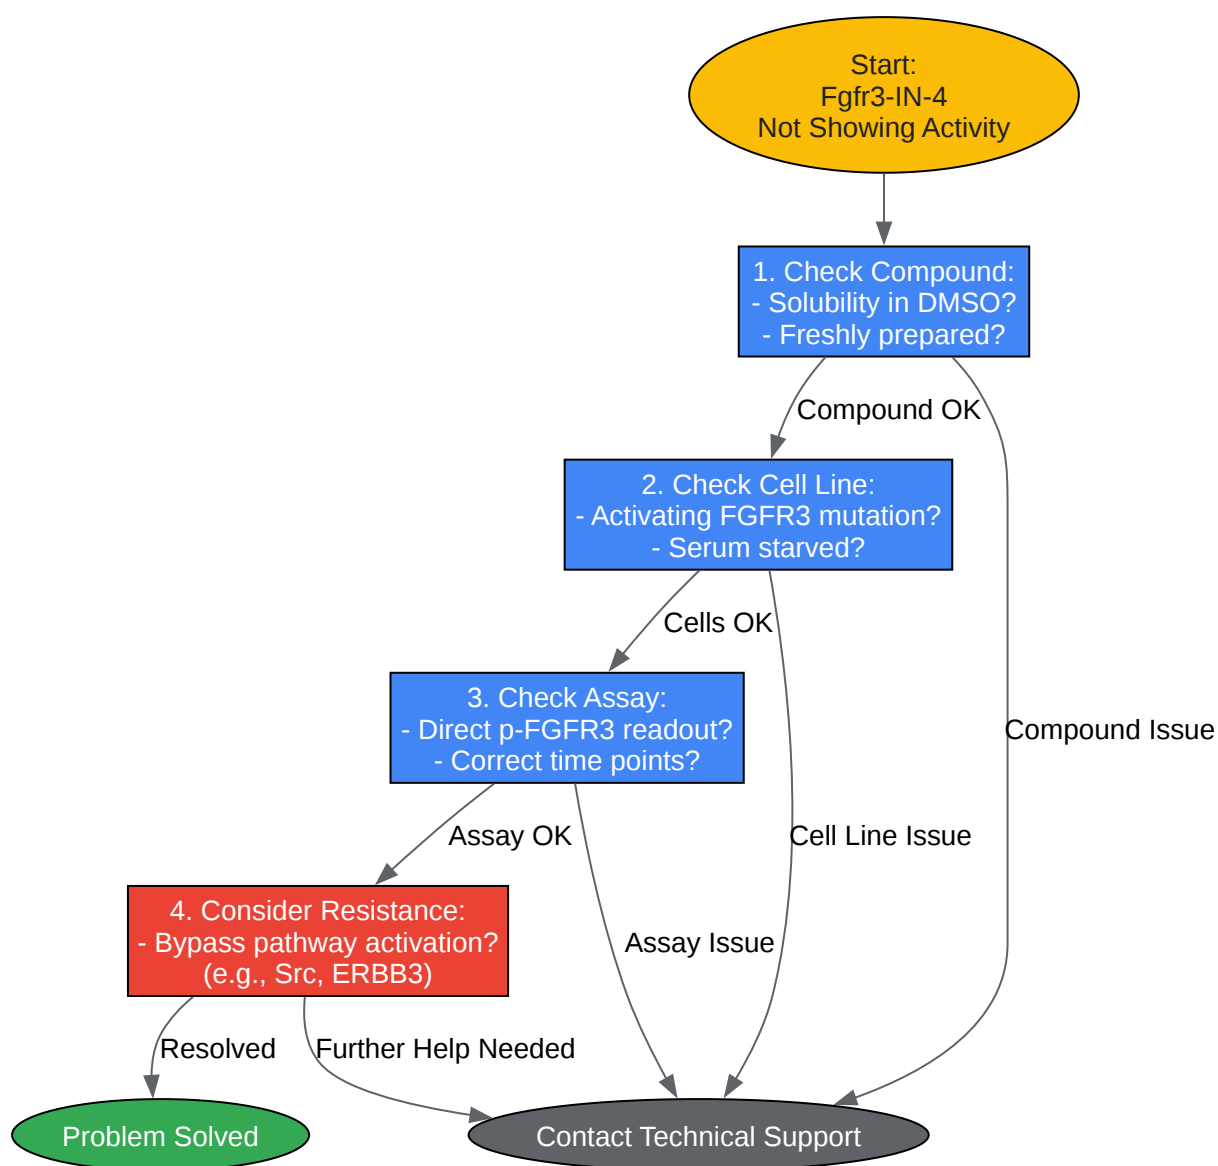 Start:
Fgfr3-IN-4
Not Showing Activity
1. Check Compound:
- Solubility in DMSO?
- Freshly prepared?
Compound OK
2. Check Cell Line:
- Activating FGFR3 mutation?
- Serum starved?
Cells OK
3. Check Assay:
- Direct p-FGFR3 readout?
- Correct time points?
Compound Issue
Assay OK
Cell Line Issue
4. Consider Resistance:
- Bypass pathway activation?
(e.g., Src, ERBB3)
Assay Issue
Resolved
Further Help Needed
Problem Solved
Contact Technical Support